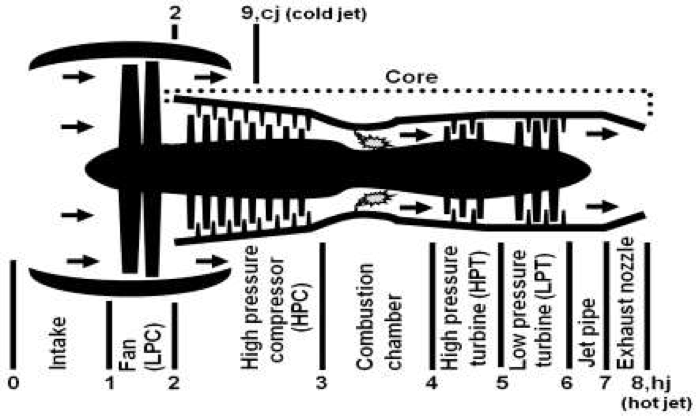 2
9,cj (cold jet)
Core
Intake
Fan
(LPC)
High pressure
compressor
(HPC)
Combustion
chamber
High pressure
turbine (HPT)
Low pressure
turbine (LPT)
Jet pipe
Exhaust nozzle
0
1
2
3
4
5
6
7
8,hj
(hot jet)